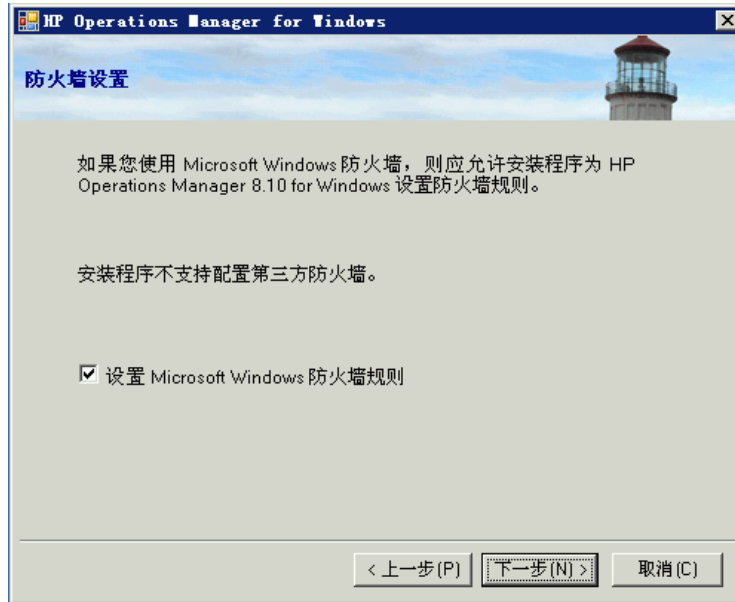 HP Operations Manager for Windows
防火墙设置
如果您使用 Microsoft Windows 防火墙，则应允许安装程序为 HP
Operations Manager 8.10 for Windows 设置防火墙规则。
安装程序不支持配置第三方防火墙。
设置 Microsoft Windows 防火墙规则
< 上一步(P) 下一步(N) > 取消(C)